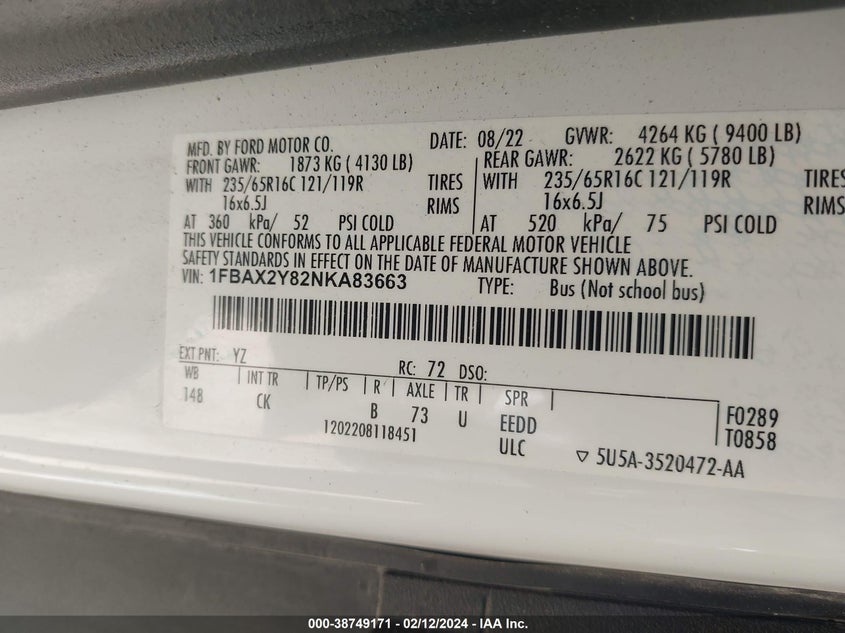 MFD. BY FORD MOTOR CO. DATE: 08/22 GVWR: 4264 KG ( 9400 LB)
FRONT GAWR: 1873 KG ( 4130 LB) REAR GAWR: 2622 KG ( 5780 LB)
WITH 235/65R16C 121/119R TIRES WITH 235/65R16C 121/119R TIRES
16x6.5J RIMS 16x6.5J RIMS
AT 360 kPa/ 52 PSI COLD AT 520 kPa/ 75 PSI COLD
THIS VEHICLE CONFORMS TO ALL APPLICABLE FEDERAL MOTOR VEHICLE
SAFETY STANDARDS IN EFFECT ON THE DATE OF MANUFACTURE SHOWN ABOVE.
VIN: 1FBAX2Y82NKA83663 TYPE: Bus (Not school bus)
EXT PNT: YZ RC: 72 DSO:
WB INT TR TP/PS R AXLE TR SPR
148 CK B 73 U EEDD F0289
1202208118451 ULC T0858
▽ 5U5A-3520472-AA
000-38749171 - 02/12/2024 - IAA Inc.